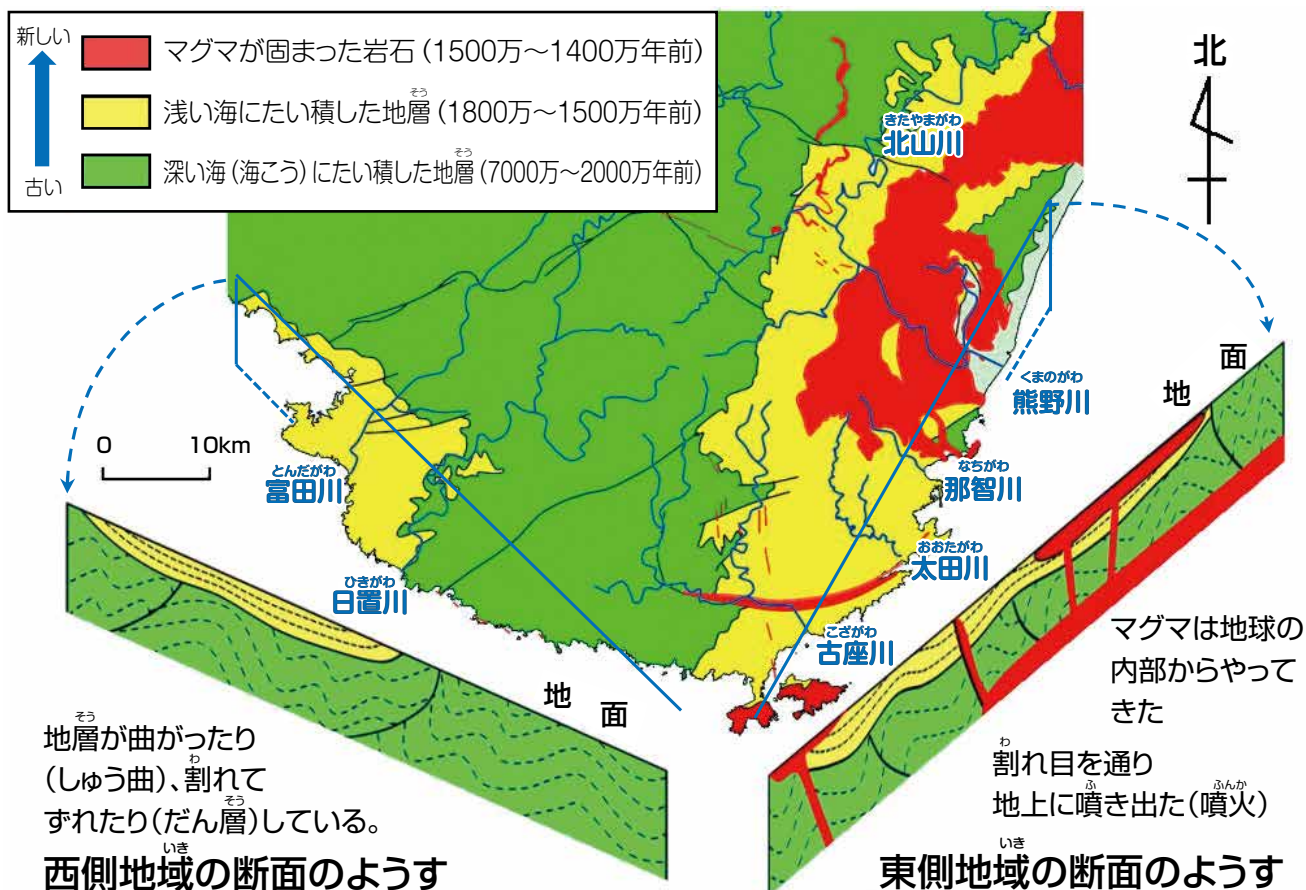 新しい
古い
マグマが固まった岩石(1500万～1400万年前)
そう
浅い海にたい積した地層(1800万～1500万年前)
そう
深い海(海こう)にたい積した地層(7000万～2000万年前)
北
きたやまがわ
北山川
くまのがわ
熊野川
なちがわ
那智川
おおたがわ
太田川
こざがわ
古座川
0 10km
とんだがわ
富田川
ひきがわ
日置川
地面
地面
そう
地層が曲がったり
わ
(しゅう曲)、割れて
そう
ずれたり(だん層)している。
いき
西側地域の断面のようす
マグマは地球の
内部からやって
きた
わ
割れ目を通り
ふ ふんか
地上に噴き出た(噴火)
いき
東側地域の断面のようす